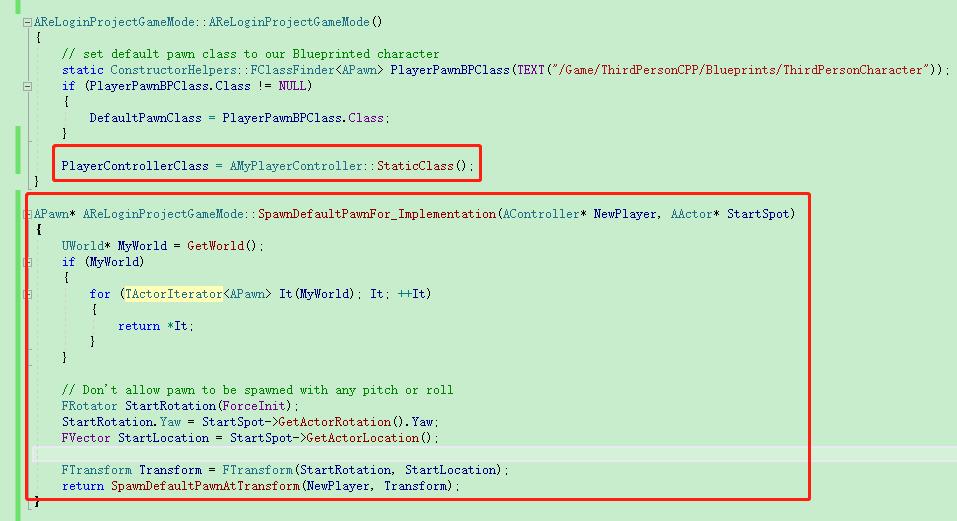 AReLoginProjectGameMode::AReLoginProjectGameMode()
{
// set default pawn class to our Blueprinted character
static ConstructorHelpers::FClassFinder<APawn> PlayerPawnBPClass(TEXT("/Game/ThirdPersonCPP/Blueprints/ThirdPersonCharacter"));
if (PlayerPawnBPClass.Class != NULL)
{
DefaultPawnClass = PlayerPawnBPClass.Class;
}
PlayerControllerClass = AMyPlayerController::StaticClass();
}
APawn* AReLoginProjectGameMode::SpawnDefaultPawnFor_Implementation(AController* NewPlayer, AActor* StartSpot)
{
UWorld* MyWorld = GetWorld();
if (MyWorld)
{
for (TActorIterator<APawn> It(MyWorld); It; ++It)
{
return *It;
}
}
// Don't allow pawn to be spawned with any pitch or roll
FRotator StartRotation(ForceInit);
StartRotation.Yaw = StartSpot->GetActorRotation().Yaw;
FVector StartLocation = StartSpot->GetActorLocation();
FTransform Transform = FTransform(StartRotation, StartLocation);
return SpawnDefaultPawnAtTransform(NewPlayer, Transform);
}